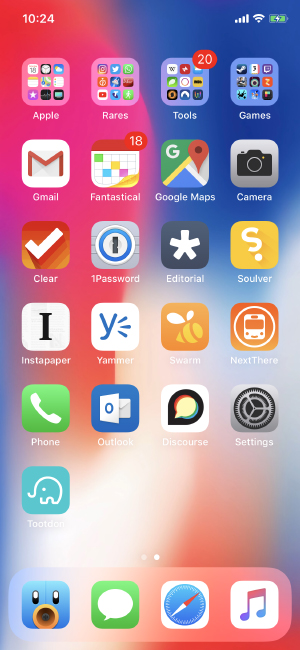 10:24
20
Apple
Rares
Tools
Games
18
Gmail
Fantastical
Google Maps
Camera
Clear
1Password
Editorial
Soulver
Instapaper
Yammer
Swarm
NextThere
Phone
Outlook
Discourse
Settings
Tootdon